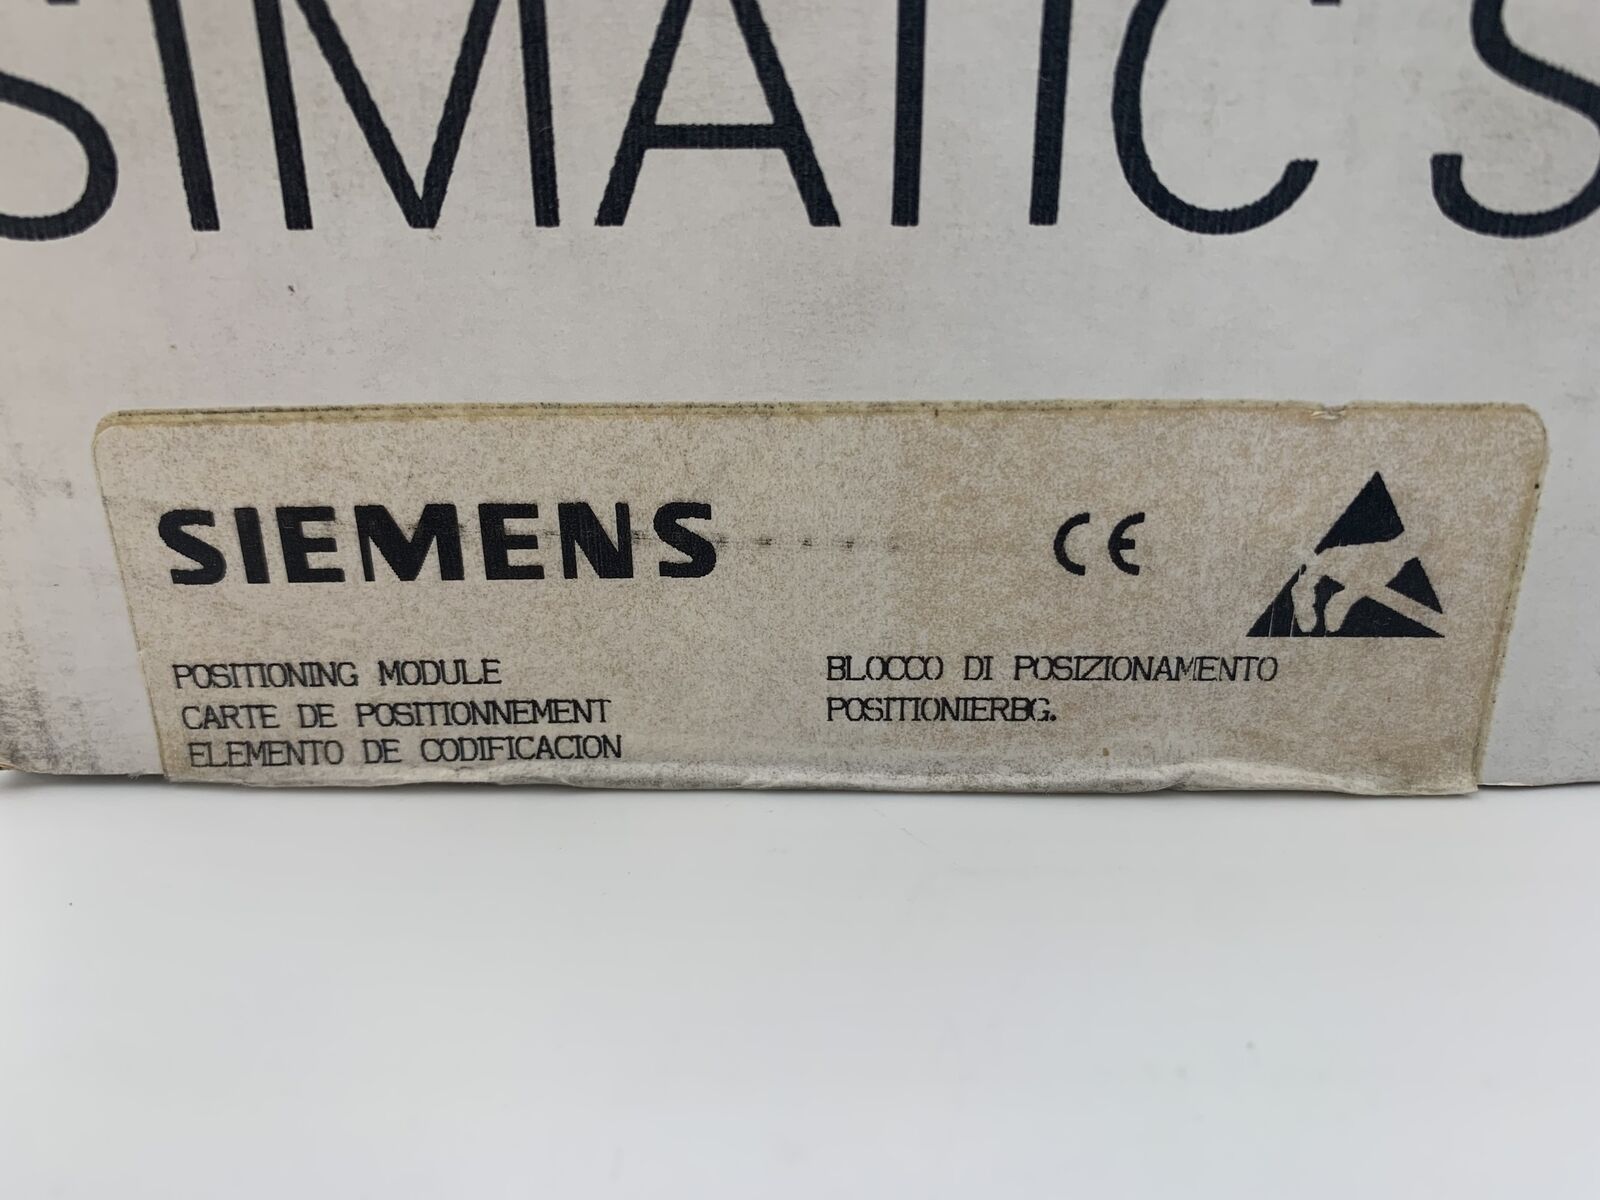 SIMATIC S
SIEMENS CE
POSITIONING MODULE
CARTE DE POSITIONNEMENT
ELEMENTO DE CODIFICACION
BLOCCO DI POSIZIONAMENTO
POSITIONIERBG.